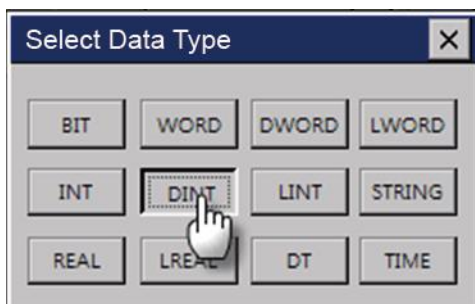 Select Data Type
BIT WORD DWORD LWORD
INT DINT LINT STRING
REAL LREAL DT TIME